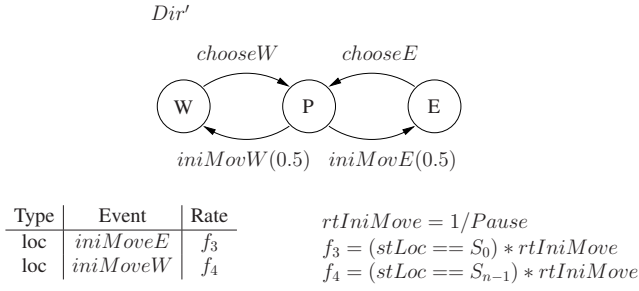 Dir′
chooseW chooseE
W P E
iniMovW(0.5) iniMovE(0.5)
Type Event Rate
loc iniMoveE f₃
loc iniMoveW f₄
rtIniMove = 1/Pause
f₃ = (stLoc == S₀) ∗ rtIniMove
f₄ = (stLoc == Sₙ₋₁) ∗ rtIniMove